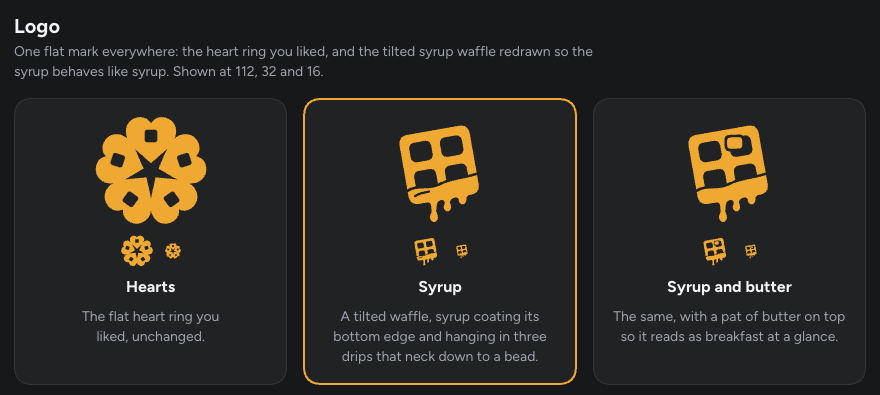 Logo
One flat mark everywhere: the heart ring you liked, and the tilted syrup waffle redrawn so the
syrup behaves like syrup. Shown at 112, 32 and 16.
Hearts
The flat heart ring you
liked, unchanged.
Syrup
A tilted waffle, syrup coating its
bottom edge and hanging in three
drips that neck down to a bead.
Syrup and butter
The same, with a pat of butter on top
so it reads as breakfast at a glance.